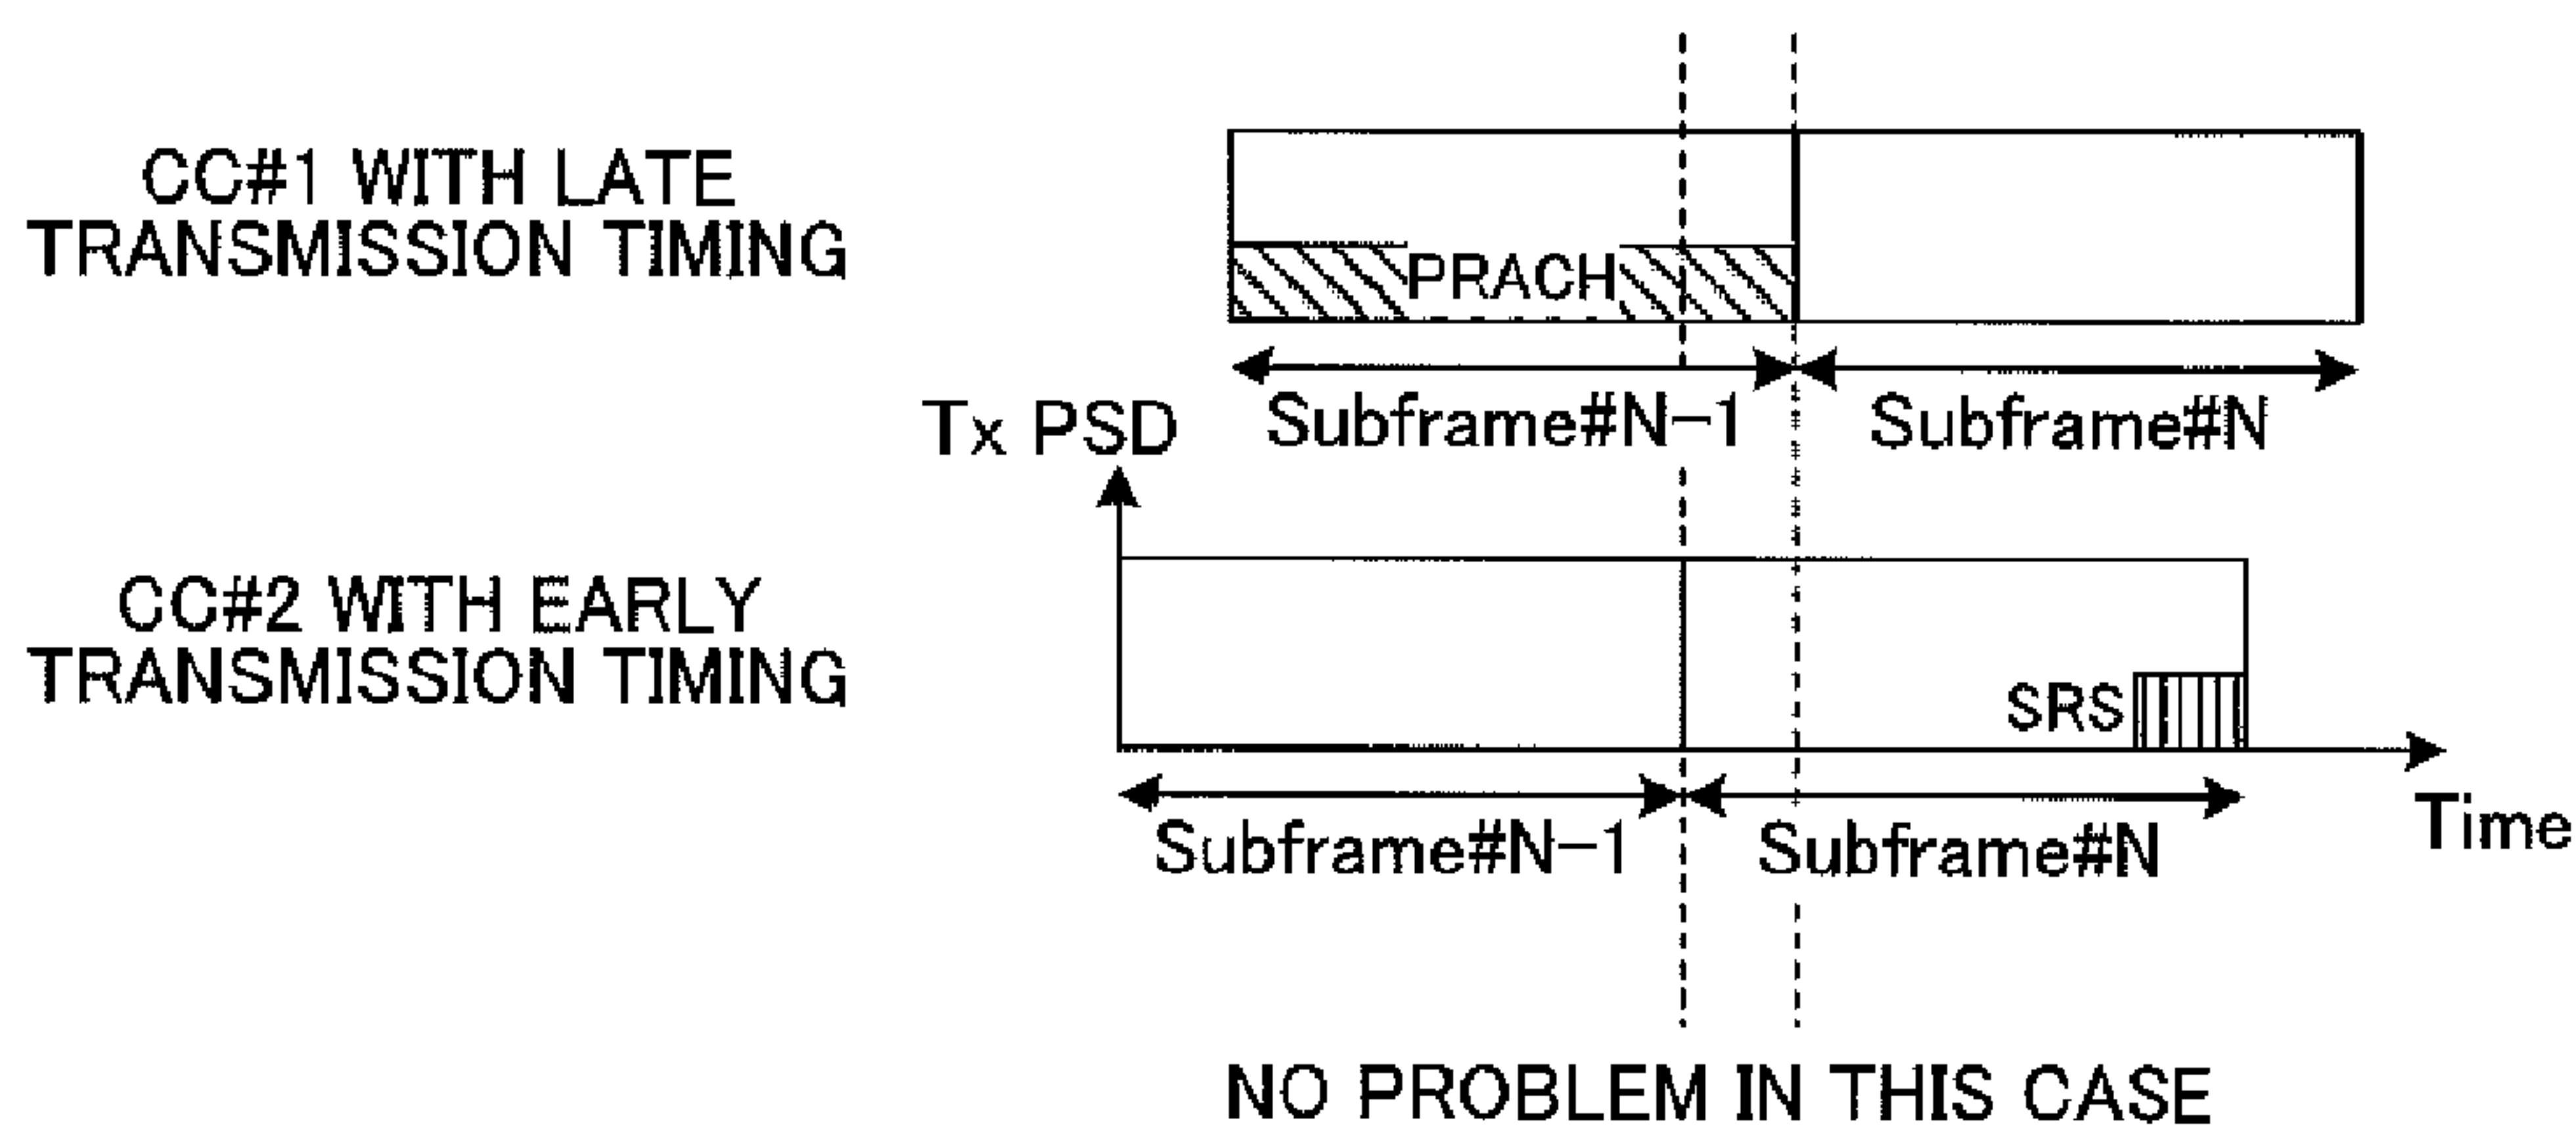 CC#1 WITH LATE
TRANSMISSION TIMING
PRACH
Subframe#N-1
Subframe#N
Tx PSD
CC#2 WITH EARLY
TRANSMISSION TIMING
SRS
Subframe#N-1
Subframe#N
Time
NO PROBLEM IN THIS CASE